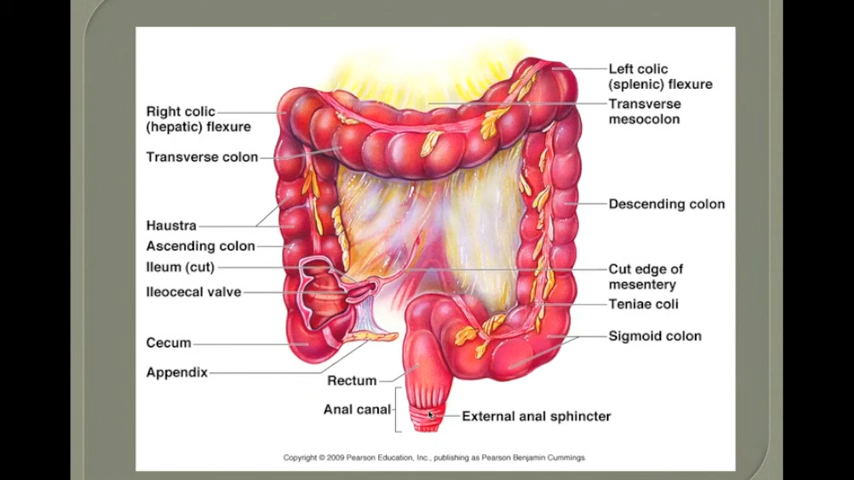 Right colic
(hepatic) flexure
Transverse colon
Haustra
Ascending colon
Ileum (cut)
Ileocecal valve
Cecum
Appendix
Rectum
Anal canal
External anal sphincter
Left colic
(splenic) flexure
Transverse
mesocolon
Descending colon
Cut edge of
mesentery
Teniae coli
Sigmoid colon
Copyright © 2009 Pearson Education, Inc., publishing as Pearson Benjamin Cummings.